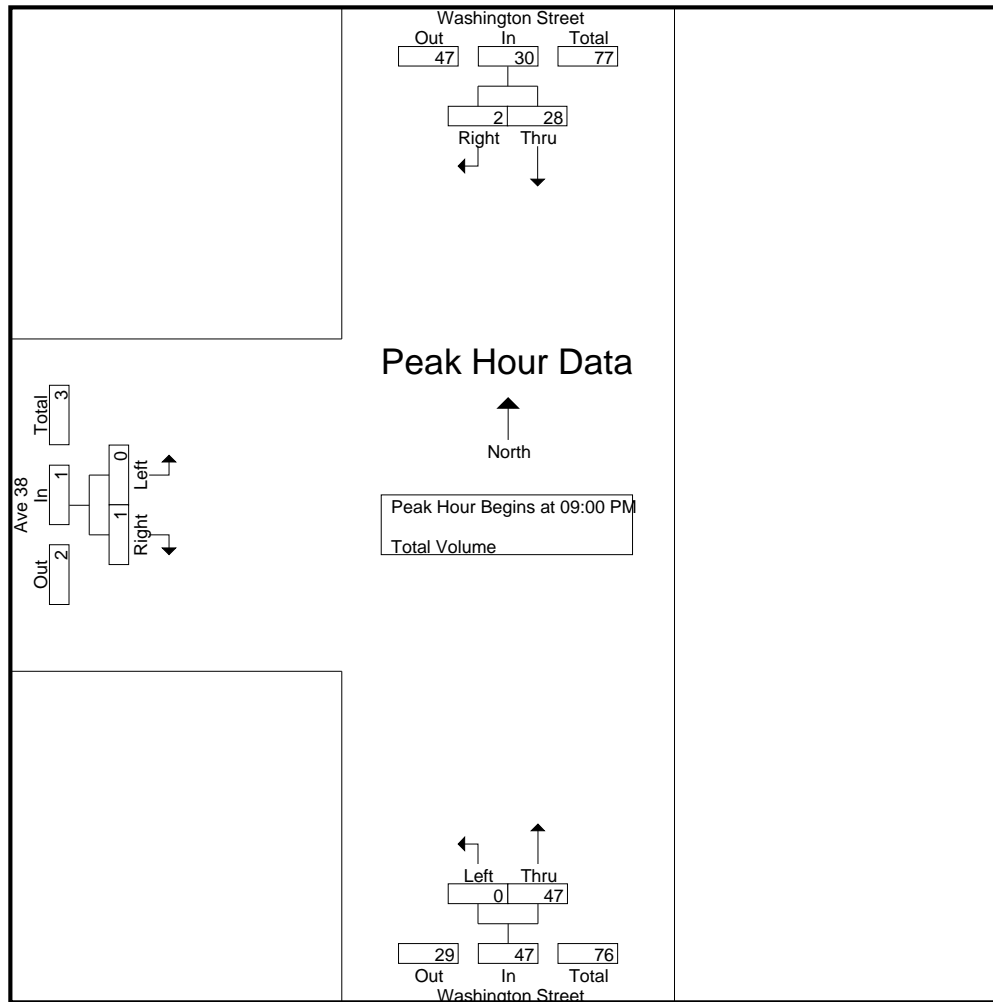 Washington Street
Out In Total
47 30 77
2 28
Right Thru
Peak Hour Data
North
Peak Hour Begins at 09:00 PM
Total Volume
Ave 38
Out In Total
2 1 3
Right Left
1 0
Left Thru
0 47
29 47 76
Out In Total
Washington Street